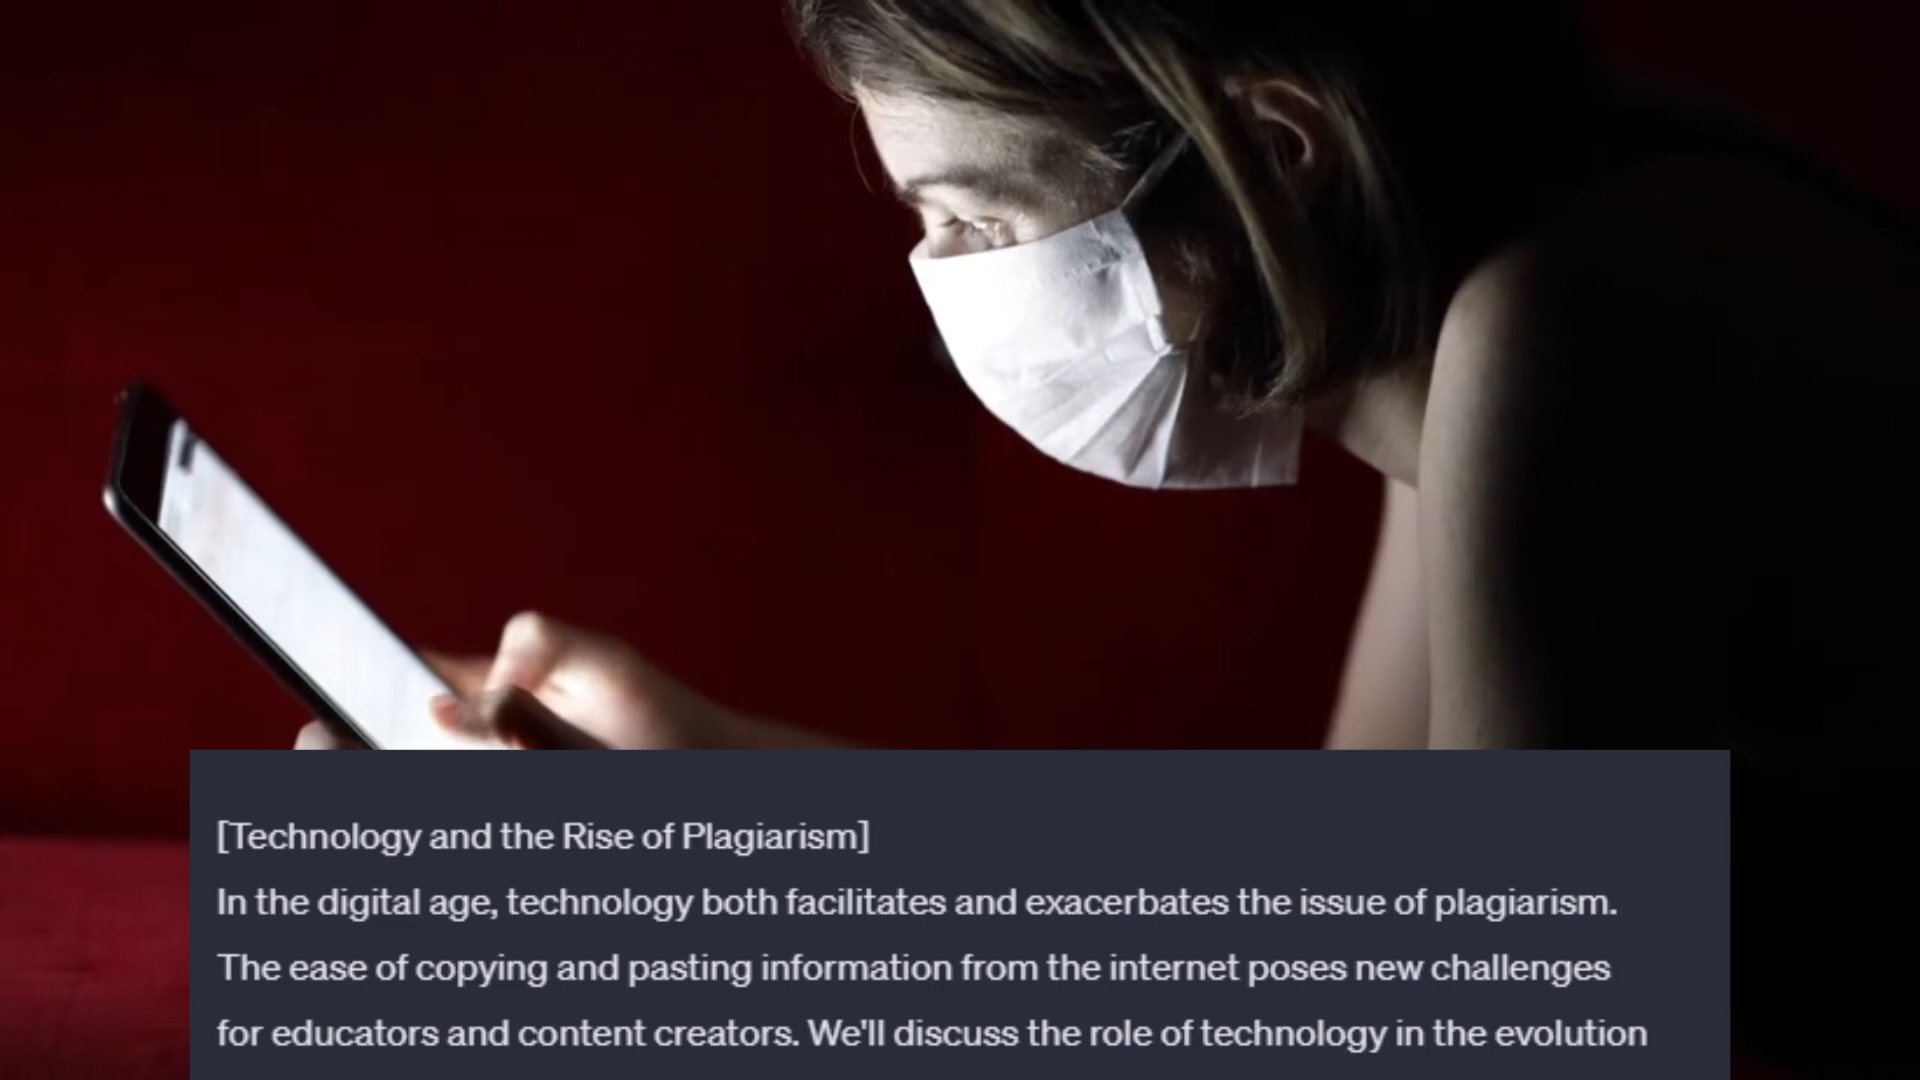 [Technology and the Rise of Plagiarism]
In the digital age, technology both facilitates and exacerbates the issue of plagiarism.
The ease of copying and pasting information from the internet poses new challenges
for educators and content creators. We'll discuss the role of technology in the evolution